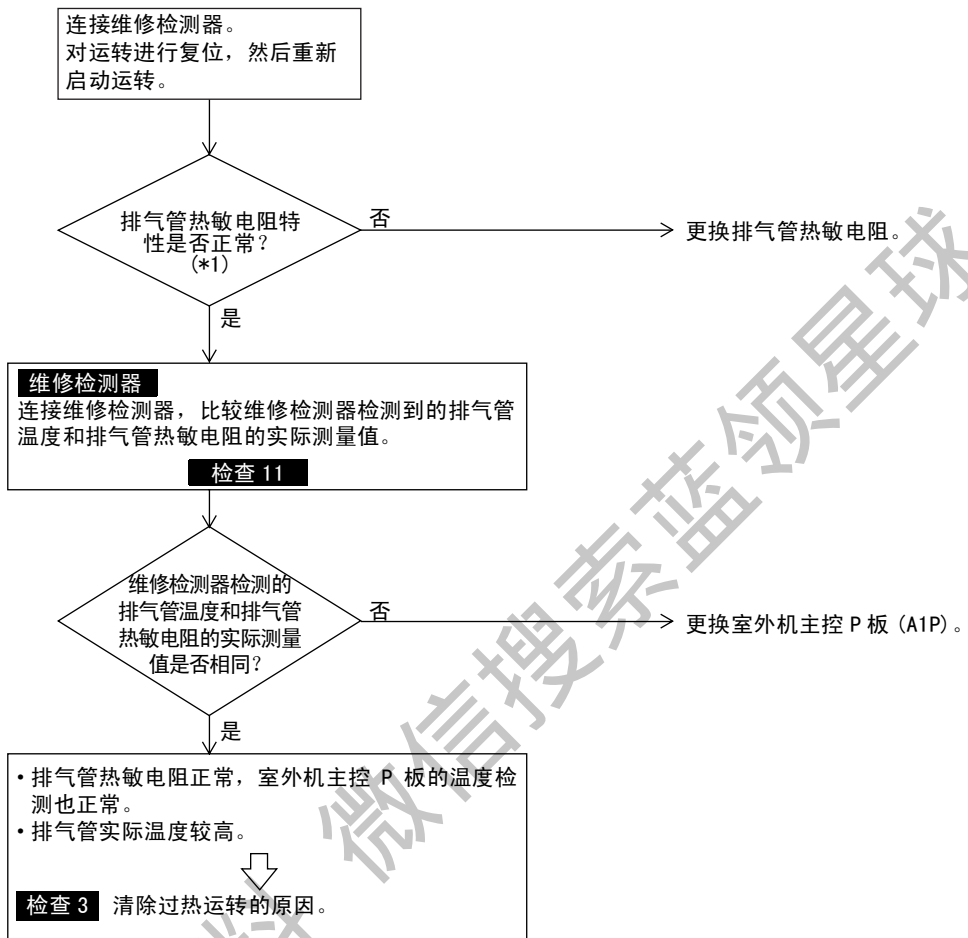 连接维修检测器。
对运转进行复位，然后重新
启动运转。
排气管热敏电阻特
性是否正常？
(*1)
否
更换排气管热敏电阻。
是
维修检测器
连接维修检测器，比较维修检测器检测到的排气管
温度和排气管热敏电阻的实际测量值。
检查 11
维修检测器检测的
排气管温度和排气管
热敏电阻的实际测量
值是否相同？
否
更换室外机主控 P 板 (A1P)。
是
• 排气管热敏电阻正常，室外机主控 P 板的温度检
测也正常。
• 排气管实际温度较高。
检查 3 清除过热运转的原因。
微信搜索蓝领星球